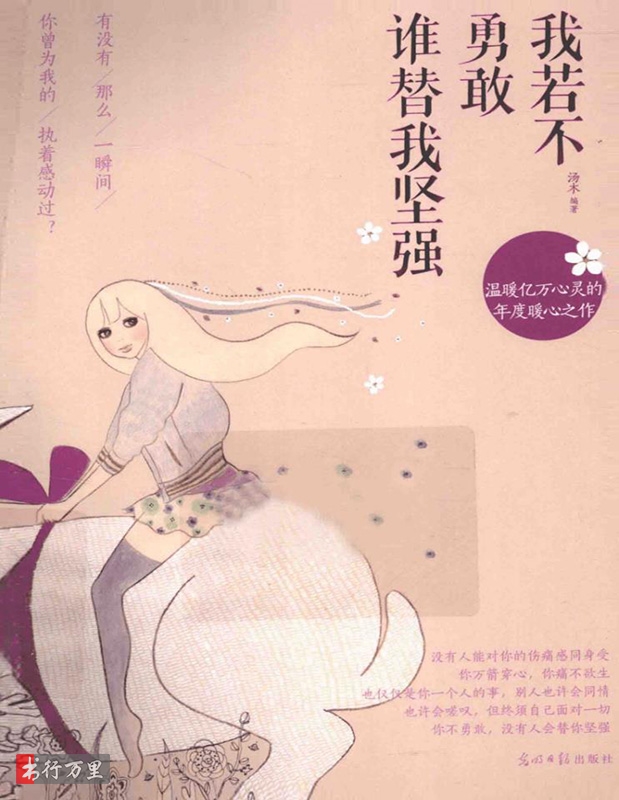 我若不
勇敢
谁替我坚强
汤木 编著
温暖亿万心灵的
年度暖心之作
有没有／那么／一瞬间／
你曾为我的／执着感动过？
没有人能对你的伤痛感同身受
你万箭穿心，你痛不欲生
也仅仅是你一个人的事，别人也许会同情
也许会嗟叹，但终须自己面对一切
你不勇敢，没有人会替你坚强
光明日报出版社
书行万里